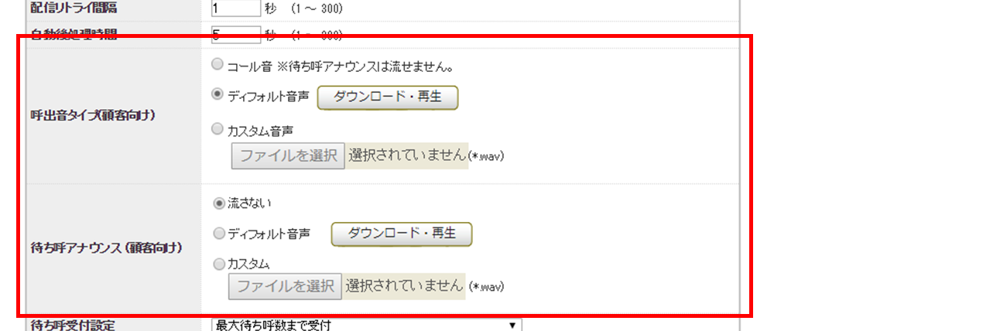 配信リトライ間隔 1 秒 (1 ～ 300)
自動後処理時間 5 秒 (1 ～ 300)
呼出音タイプ(顧客向け)
コール音 ※待ち呼アナウンスは流せません。
ディフォルト音声 ダウンロード・再生
カスタム音声
ファイルを選択 選択されていません (*.wav)
待ち呼アナウンス (顧客向け)
流さない
ディフォルト音声 ダウンロード・再生
カスタム
ファイルを選択 選択されていません (*.wav)
待ち呼受付設定 最大待ち呼数まで受付